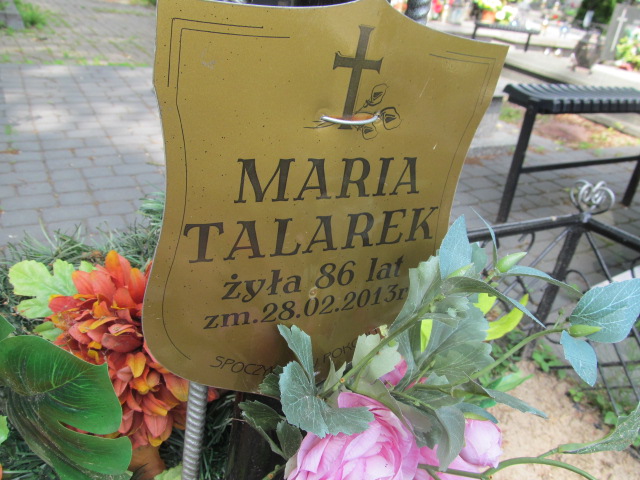 MARIA
TALAREK
żyła 86 lat
zm.28.02.2013r